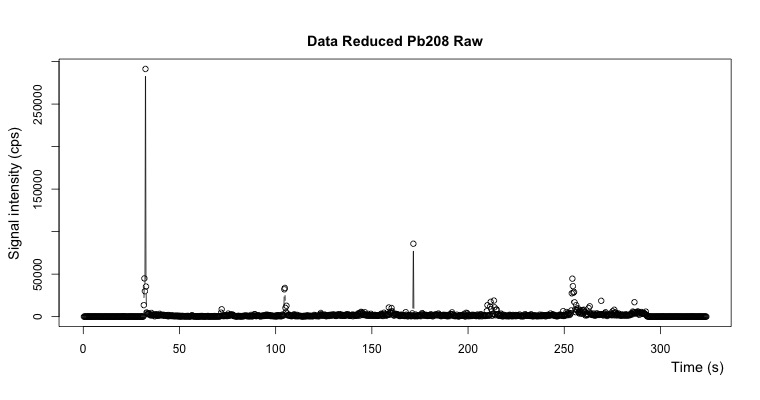 Data Reduced Pb208 Raw
Signal intensity (cps)
250000
150000
50000
0
0 50 100 150 200 250 300
Time (s)